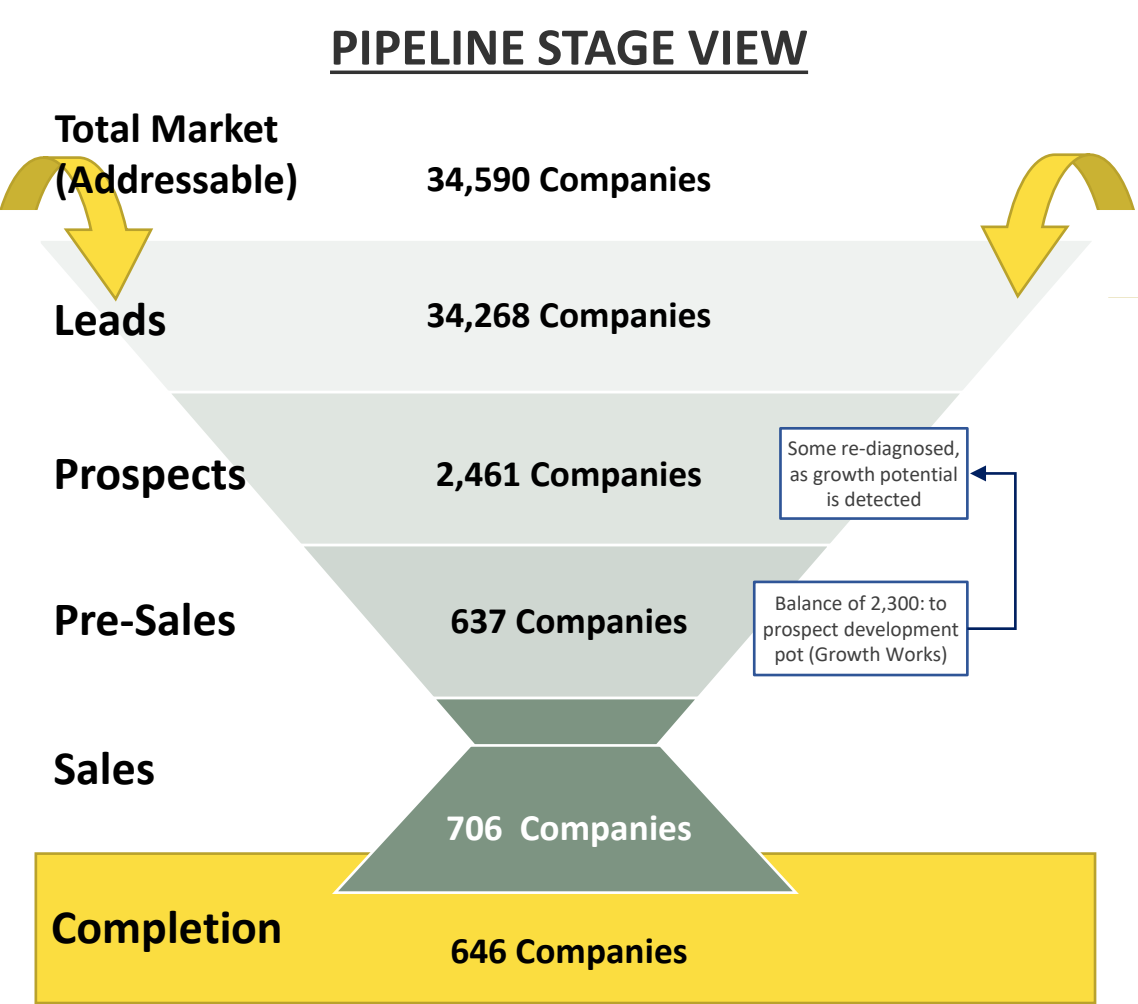 PIPELINE STAGE VIEW
Total Market
(Addressable)
34,590 Companies
Leads
34,268 Companies
Prospects
2,461 Companies
Some re-diagnosed,
as growth potential
is detected
Pre-Sales
637 Companies
Balance of 2,300: to
prospect development
pot (Growth Works)
Sales
706 Companies
Completion
646 Companies